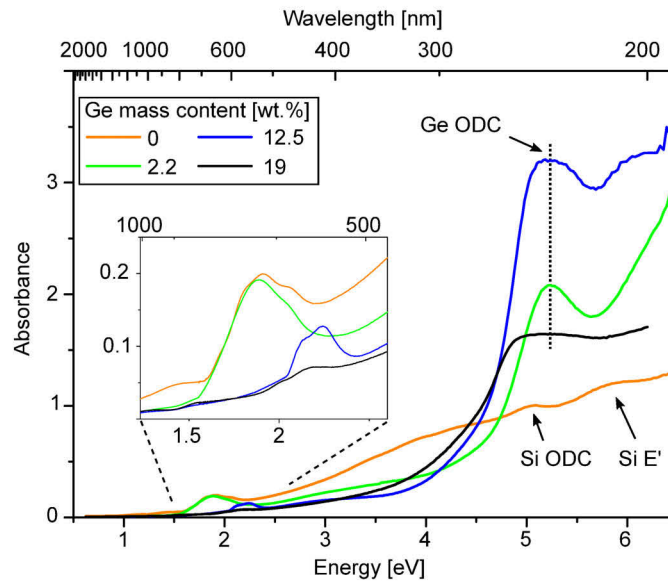 Wavelength [nm]
2000 1000 600 500 400 300 200
Ge mass content [wt.%]
0 12.5
2.2 19
Ge ODC
1000 500
0.2
0.1
1.5 2
Si ODC
Si E'
Absorbance
3
2
1
0
1 2 3 4 5 6
Energy [eV]